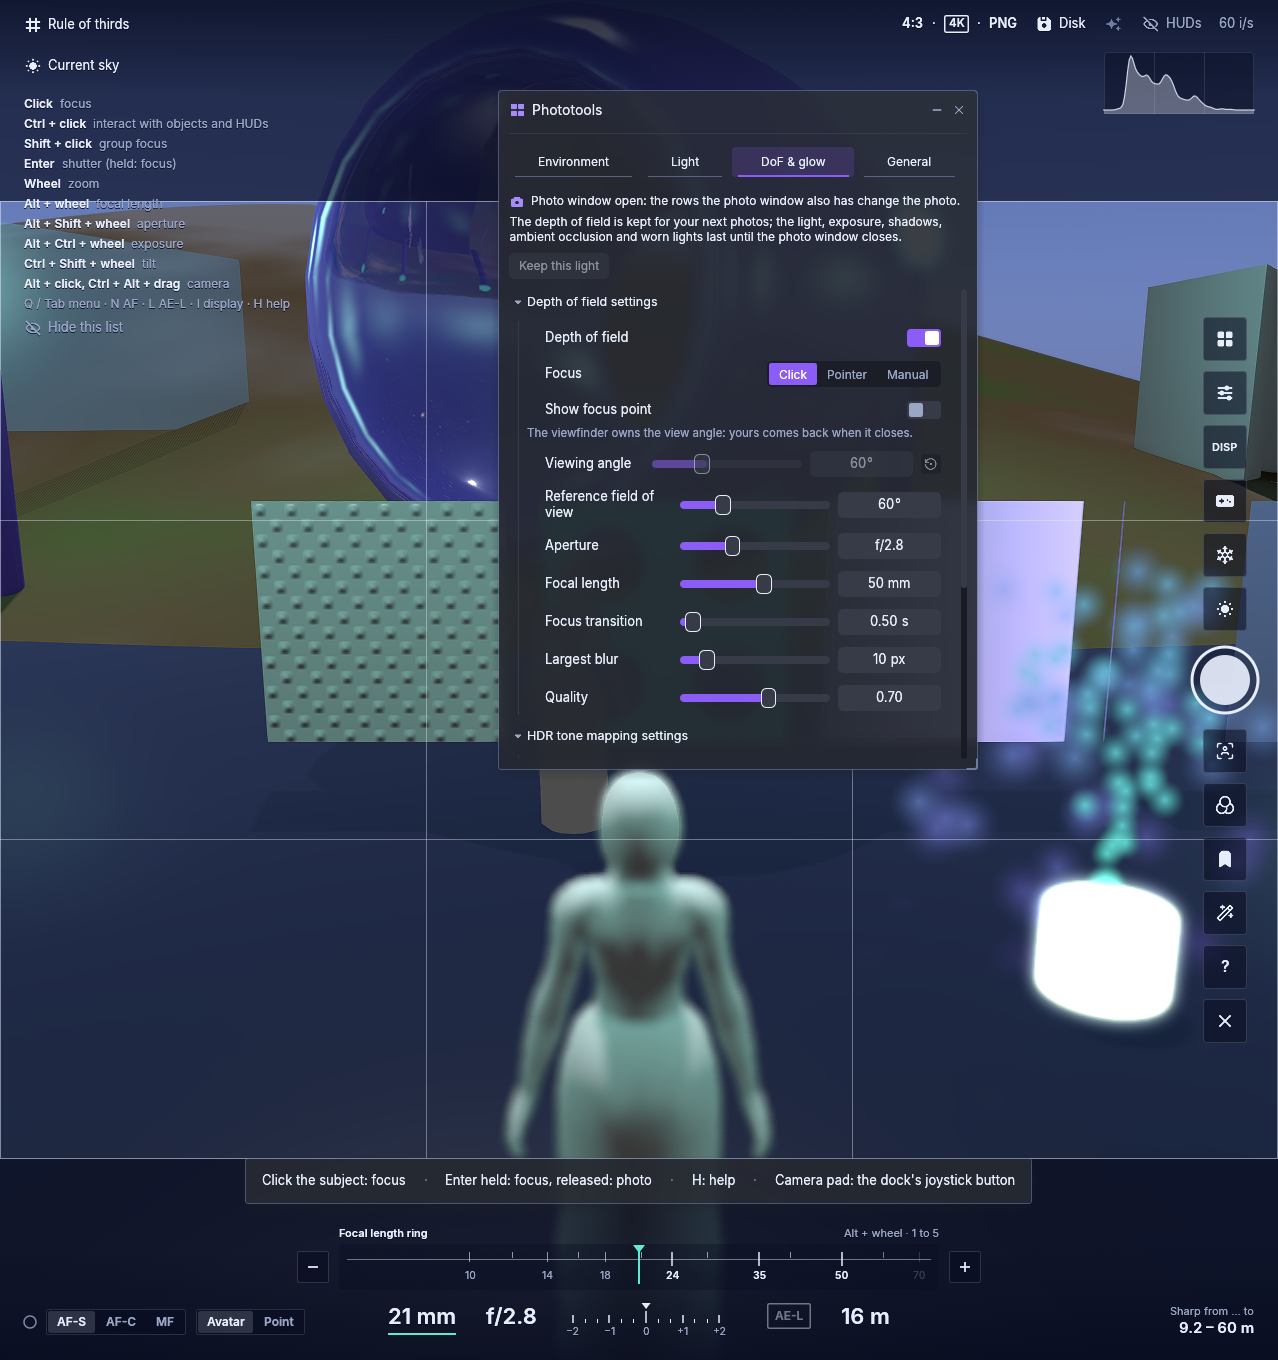 Rule of thirds
4:3 · 4K · PNG Disk HUDs 60 i/s
Current sky
Click focus
Ctrl + click interact with objects and HUDs
Shift + click group focus
Enter shutter (held: focus)
Wheel zoom
Alt + wheel focal length
Alt + Shift + wheel aperture
Alt + Ctrl + wheel exposure
Ctrl + Shift + wheel tilt
Alt + click, Ctrl + Alt + drag camera
Q / Tab menu · N AF · L AE-L · I display · H help
Hide this list
Phototools
Environment Light DoF & glow General
Photo window open: the rows the photo window also has change the photo.
The depth of field is kept for your next photos; the light, exposure, shadows,
ambient occlusion and worn lights last until the photo window closes.
Keep this light
Depth of field settings
Depth of field
Focus Click Pointer Manual
Show focus point
The viewfinder owns the view angle: yours comes back when it closes.
Viewing angle 60°
Reference field of
view 60°
Aperture f/2.8
Focal length 50 mm
Focus transition 0.50 s
Largest blur 10 px
Quality 0.70
HDR tone mapping settings
DISP
?
Click the subject: focus · Enter held: focus, released: photo · H: help · Camera pad: the dock's joystick button
Focal length ring Alt + wheel · 1 to 5
− +
10 14 18 24 35 50 70
AF-S AF-C MF Avatar Point
21 mm f/2.8
−2 −1 0 +1 +2
AE-L 16 m
Sharp from ... to
9.2 – 60 m